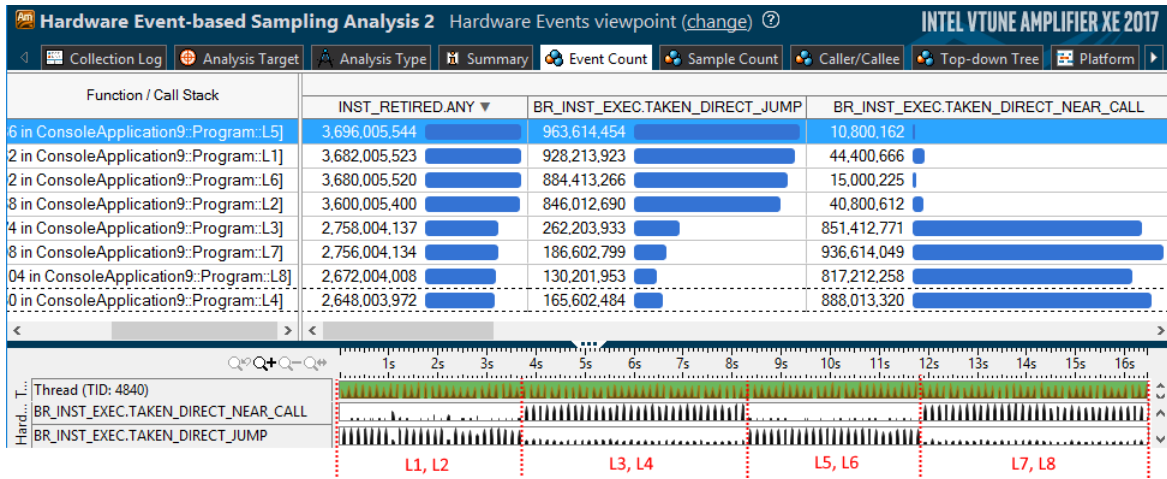 Hardware Event-based Sampling Analysis 2 Hardware Events viewpoint (change) INTEL VTUNE AMPLIFIER XE 2017
Collection Log Analysis Target Analysis Type Summary Event Count Sample Count Caller/Callee Top-down Tree Platform
Function / Call Stack
INST_RETIRED.ANY BR_INST_EXEC.TAKEN_DIRECT_JUMP BR_INST_EXEC.TAKEN_DIRECT_NEAR_CALL
6 in ConsoleApplication9::Program::L5] 3,696,005,544 963,614,454 10,800,162
2 in ConsoleApplication9::Program::L1] 3,682,005,523 928,213,923 44,400,666
2 in ConsoleApplication9::Program::L6] 3,680,005,520 884,413,266 15,000,225
8 in ConsoleApplication9::Program::L2] 3,600,005,400 846,012,690 40,800,612
4 in ConsoleApplication9::Program::L3] 2,758,004,137 262,203,933 851,412,771
8 in ConsoleApplication9::Program::L7] 2,756,004,134 186,602,799 936,614,049
04 in ConsoleApplication9::Program::L8] 2,672,004,008 130,201,953 817,212,258
0 in ConsoleApplication9::Program::L4] 2,648,003,972 165,602,484 888,013,320
1s 2s 3s 4s 5s 6s 7s 8s 9s 10s 11s 12s 13s 14s 15s 16s
T...
Thread (TID: 4840)
Hard...
BR_INST_EXEC.TAKEN_DIRECT_NEAR_CALL
BR_INST_EXEC.TAKEN_DIRECT_JUMP
L1, L2 L3, L4 L5, L6 L7, L8